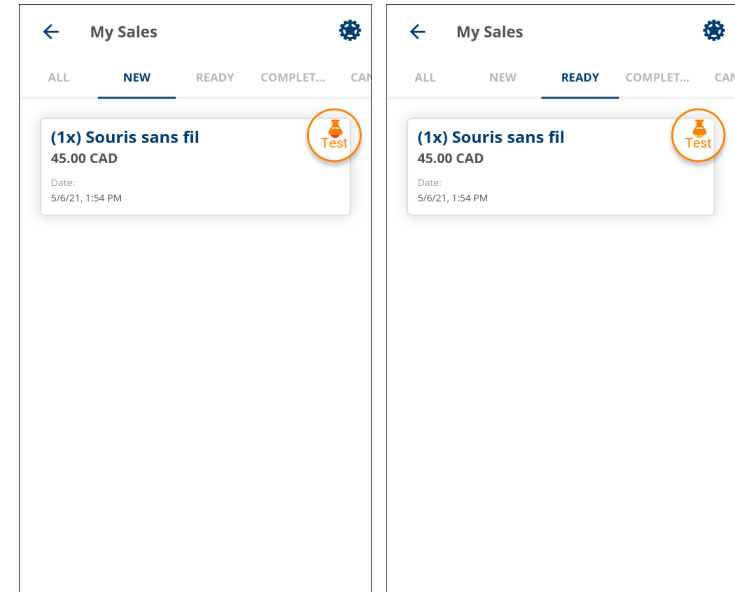 My Sales
ALL NEW READY COMPLET... CAN
(1x) Souris sans fil
Test
45.00 CAD
Date:
5/6/21, 1:54 PM
My Sales
ALL NEW READY COMPLET... CAN
(1x) Souris sans fil
Test
45.00 CAD
Date:
5/6/21, 1:54 PM